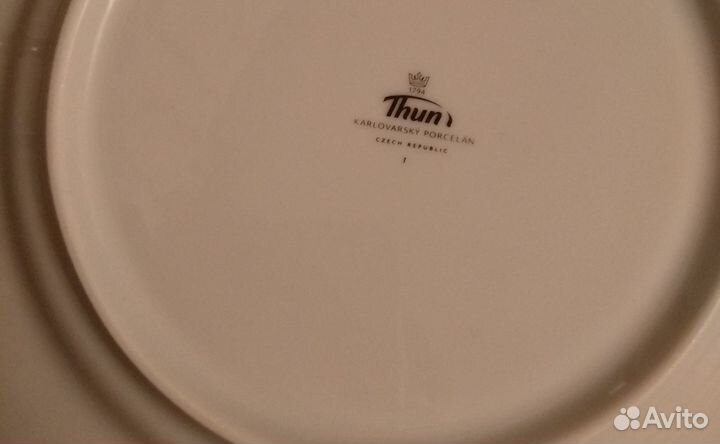 1794
Thun
KARLOVARSKÝ PORCELÁN
CZECH REPUBLIC
1
Avito